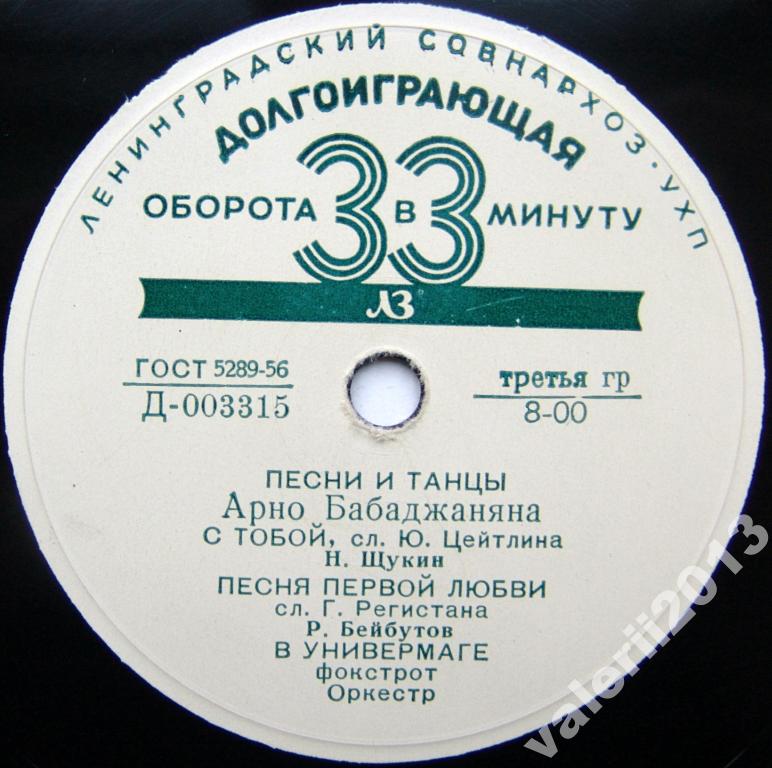 ЛЕНИНГРАДСКИЙ СОВНАРХОЗ. УХП
ДОЛГОИГРАЮЩАЯ
ОБОРОТА 33 В МИНУТУ
ЛЗ
ГОСТ 5289-56
Д-003315
третья гр
8-00
ПЕСНИ И ТАНЦЫ
Арно Бабаджаняна
С ТОБОЙ, сл. Ю. Цейтлина
Н. Щукин
ПЕСНЯ ПЕРВОЙ ЛЮБВИ
сл. Г. Регистана
Р. Бейбутов
В УНИВЕРМАГЕ
фокстрот
Оркестр
valerii2013